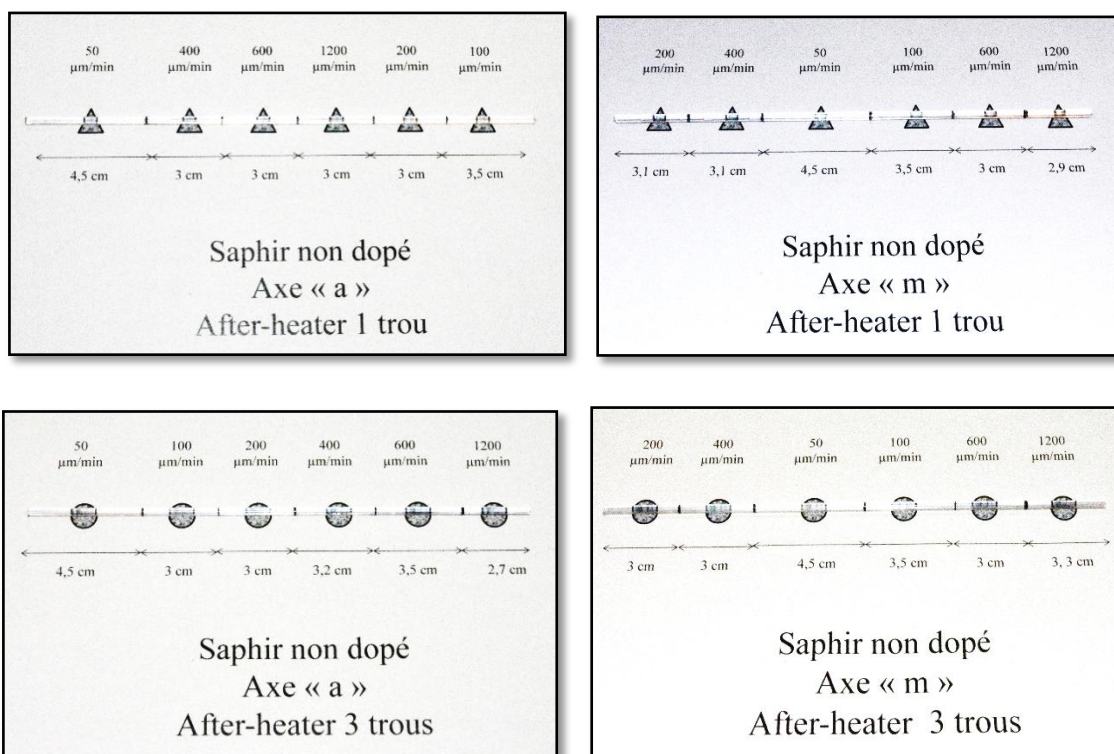 50 400 600 1200 200 100
µm/min µm/min µm/min µm/min µm/min µm/min
4,5 cm 3 cm 3 cm 3 cm 3 cm 3,5 cm
Saphir non dopé
Axe « a »
After-heater 1 trou
200 400 50 100 600 1200
µm/min µm/min µm/min µm/min µm/min µm/min
3,1 cm 3,1 cm 4,5 cm 3,5 cm 3 cm 2,9 cm
Saphir non dopé
Axe « m »
After-heater 1 trou
50 100 200 400 600 1200
µm/min µm/min µm/min µm/min µm/min µm/min
4,5 cm 3 cm 3 cm 3,2 cm 3,5 cm 2,7 cm
Saphir non dopé
Axe « a »
After-heater 3 trous
200 400 50 100 600 1200
µm/min µm/min µm/min µm/min µm/min µm/min
3 cm 3 cm 4,5 cm 3,5 cm 3 cm 3, 3 cm
Saphir non dopé
Axe « m »
After-heater 3 trous